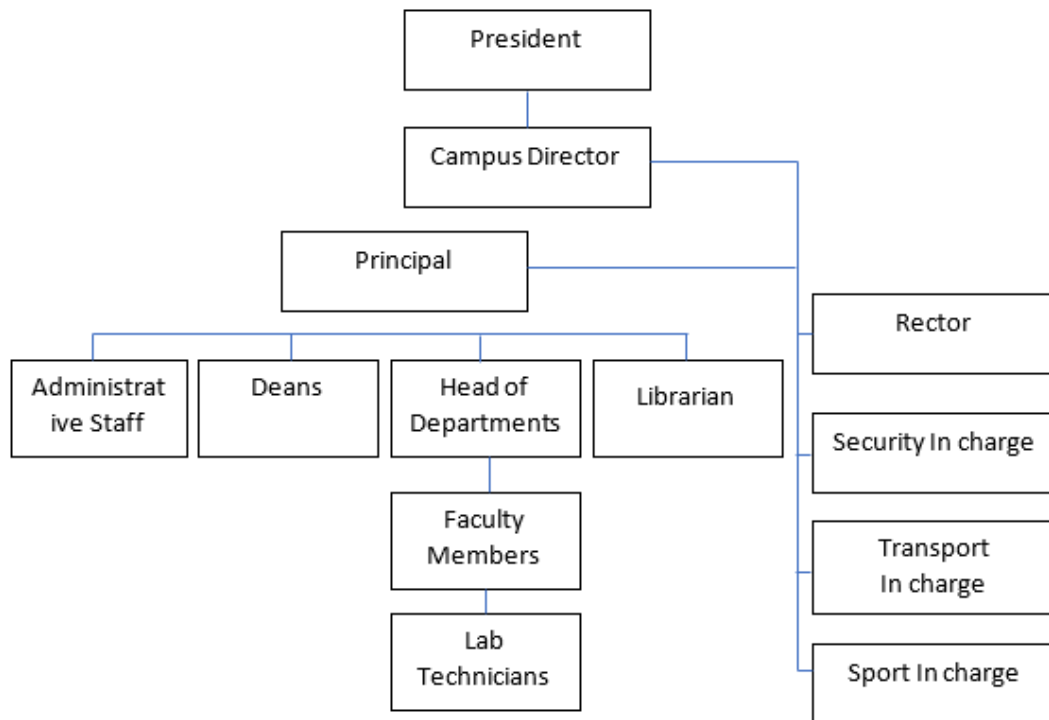 President
Campus Director
Principal
Rector
Administrat
ive Staff
Deans
Head of
Departments
Librarian
Security In charge
Faculty
Members
Transport
In charge
Lab
Technicians
Sport In charge